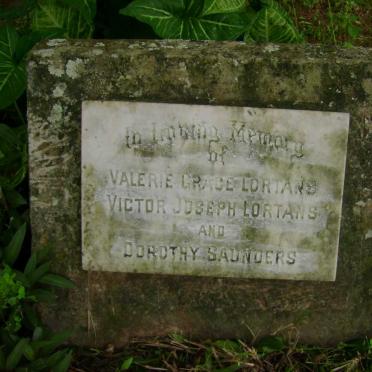 In Loving Memory
of
VALERIE GRACE LORTANS
VICTOR JOSEPH LORTANS
AND
DOROTHY SAUNDERS